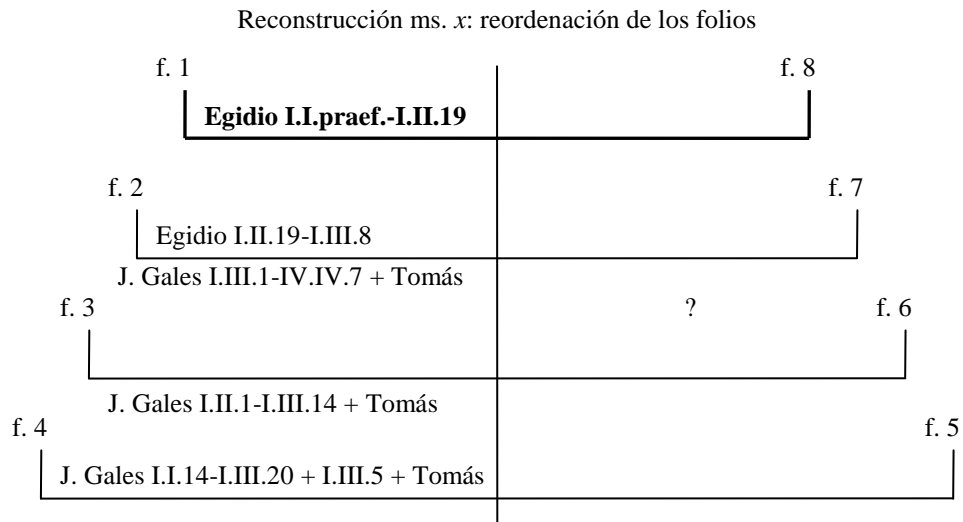 Reconstrucción ms. x: reordenación de los folios
f. 1 f. 8
Egidio I.I.praef.-I.II.19
f. 2 f. 7
Egidio I.II.19-I.III.8
J. Gales I.III.1-IV.IV.7 + Tomás
f. 3 ? f. 6
J. Gales I.II.1-I.III.14 + Tomás
f. 4 f. 5
J. Gales I.I.14-I.III.20 + I.III.5 + Tomás